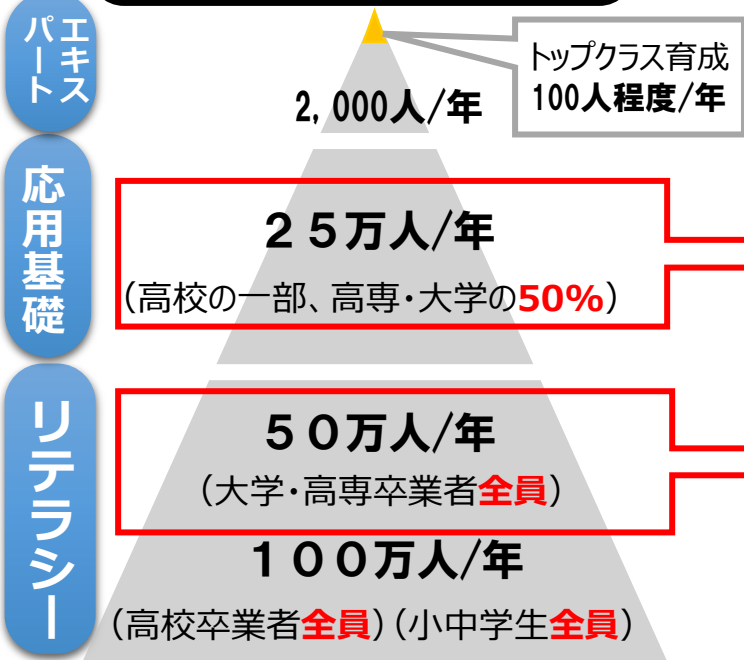 エキスパート
トップクラス育成
100人程度/年
2,000人/年
応用基礎
25万人/年
(高校の一部、高専・大学の50%)
リテラシー
50万人/年
(大学・高専卒業者全員)
100万人/年
(高校卒業者全員)(小中学生全員)